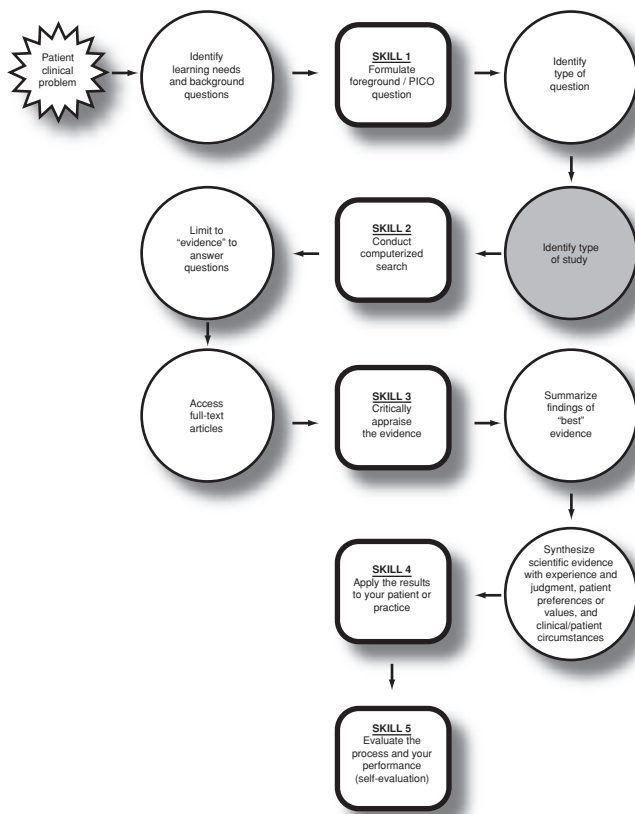 Patient
clinical
problem
Identify
learning needs
and background
questions
SKILL 1
Formulate
foreground / PICO
question
Identify
type of
question
Identify type
of study
SKILL 2
Conduct
computerized
search
Limit to
“evidence” to
answer
questions
Access
full-text
articles
SKILL 3
Critically
appraise
the evidence
Summarize
findings of
“best”
evidence
Synthesize
scientific evidence
with experience and
judgment, patient
preferences or
values, and
clinical/patient
circumstances
SKILL 4
Apply the results
to your patient or
practice
SKILL 5
Evaluate the
process and your
performance
(self-evaluation)